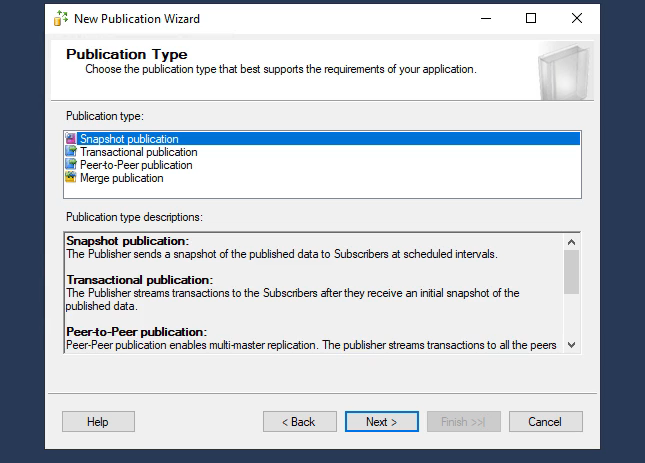 New Publication Wizard
Publication Type
Choose the publication type that best supports the requirements of your application.
Publication type:
Snapshot publication
Transactional publication
Peer-to-Peer publication
Merge publication
Publication type descriptions:
Snapshot publication:
The Publisher sends a snapshot of the published data to Subscribers at scheduled intervals.
Transactional publication:
The Publisher streams transactions to the Subscribers after they receive an initial snapshot of the
published data.
Peer-to-Peer publication:
Peer-Peer publication enables multi-master replication. The publisher streams transactions to all the peers
Help
< Back
Next >
Finish >>|
Cancel